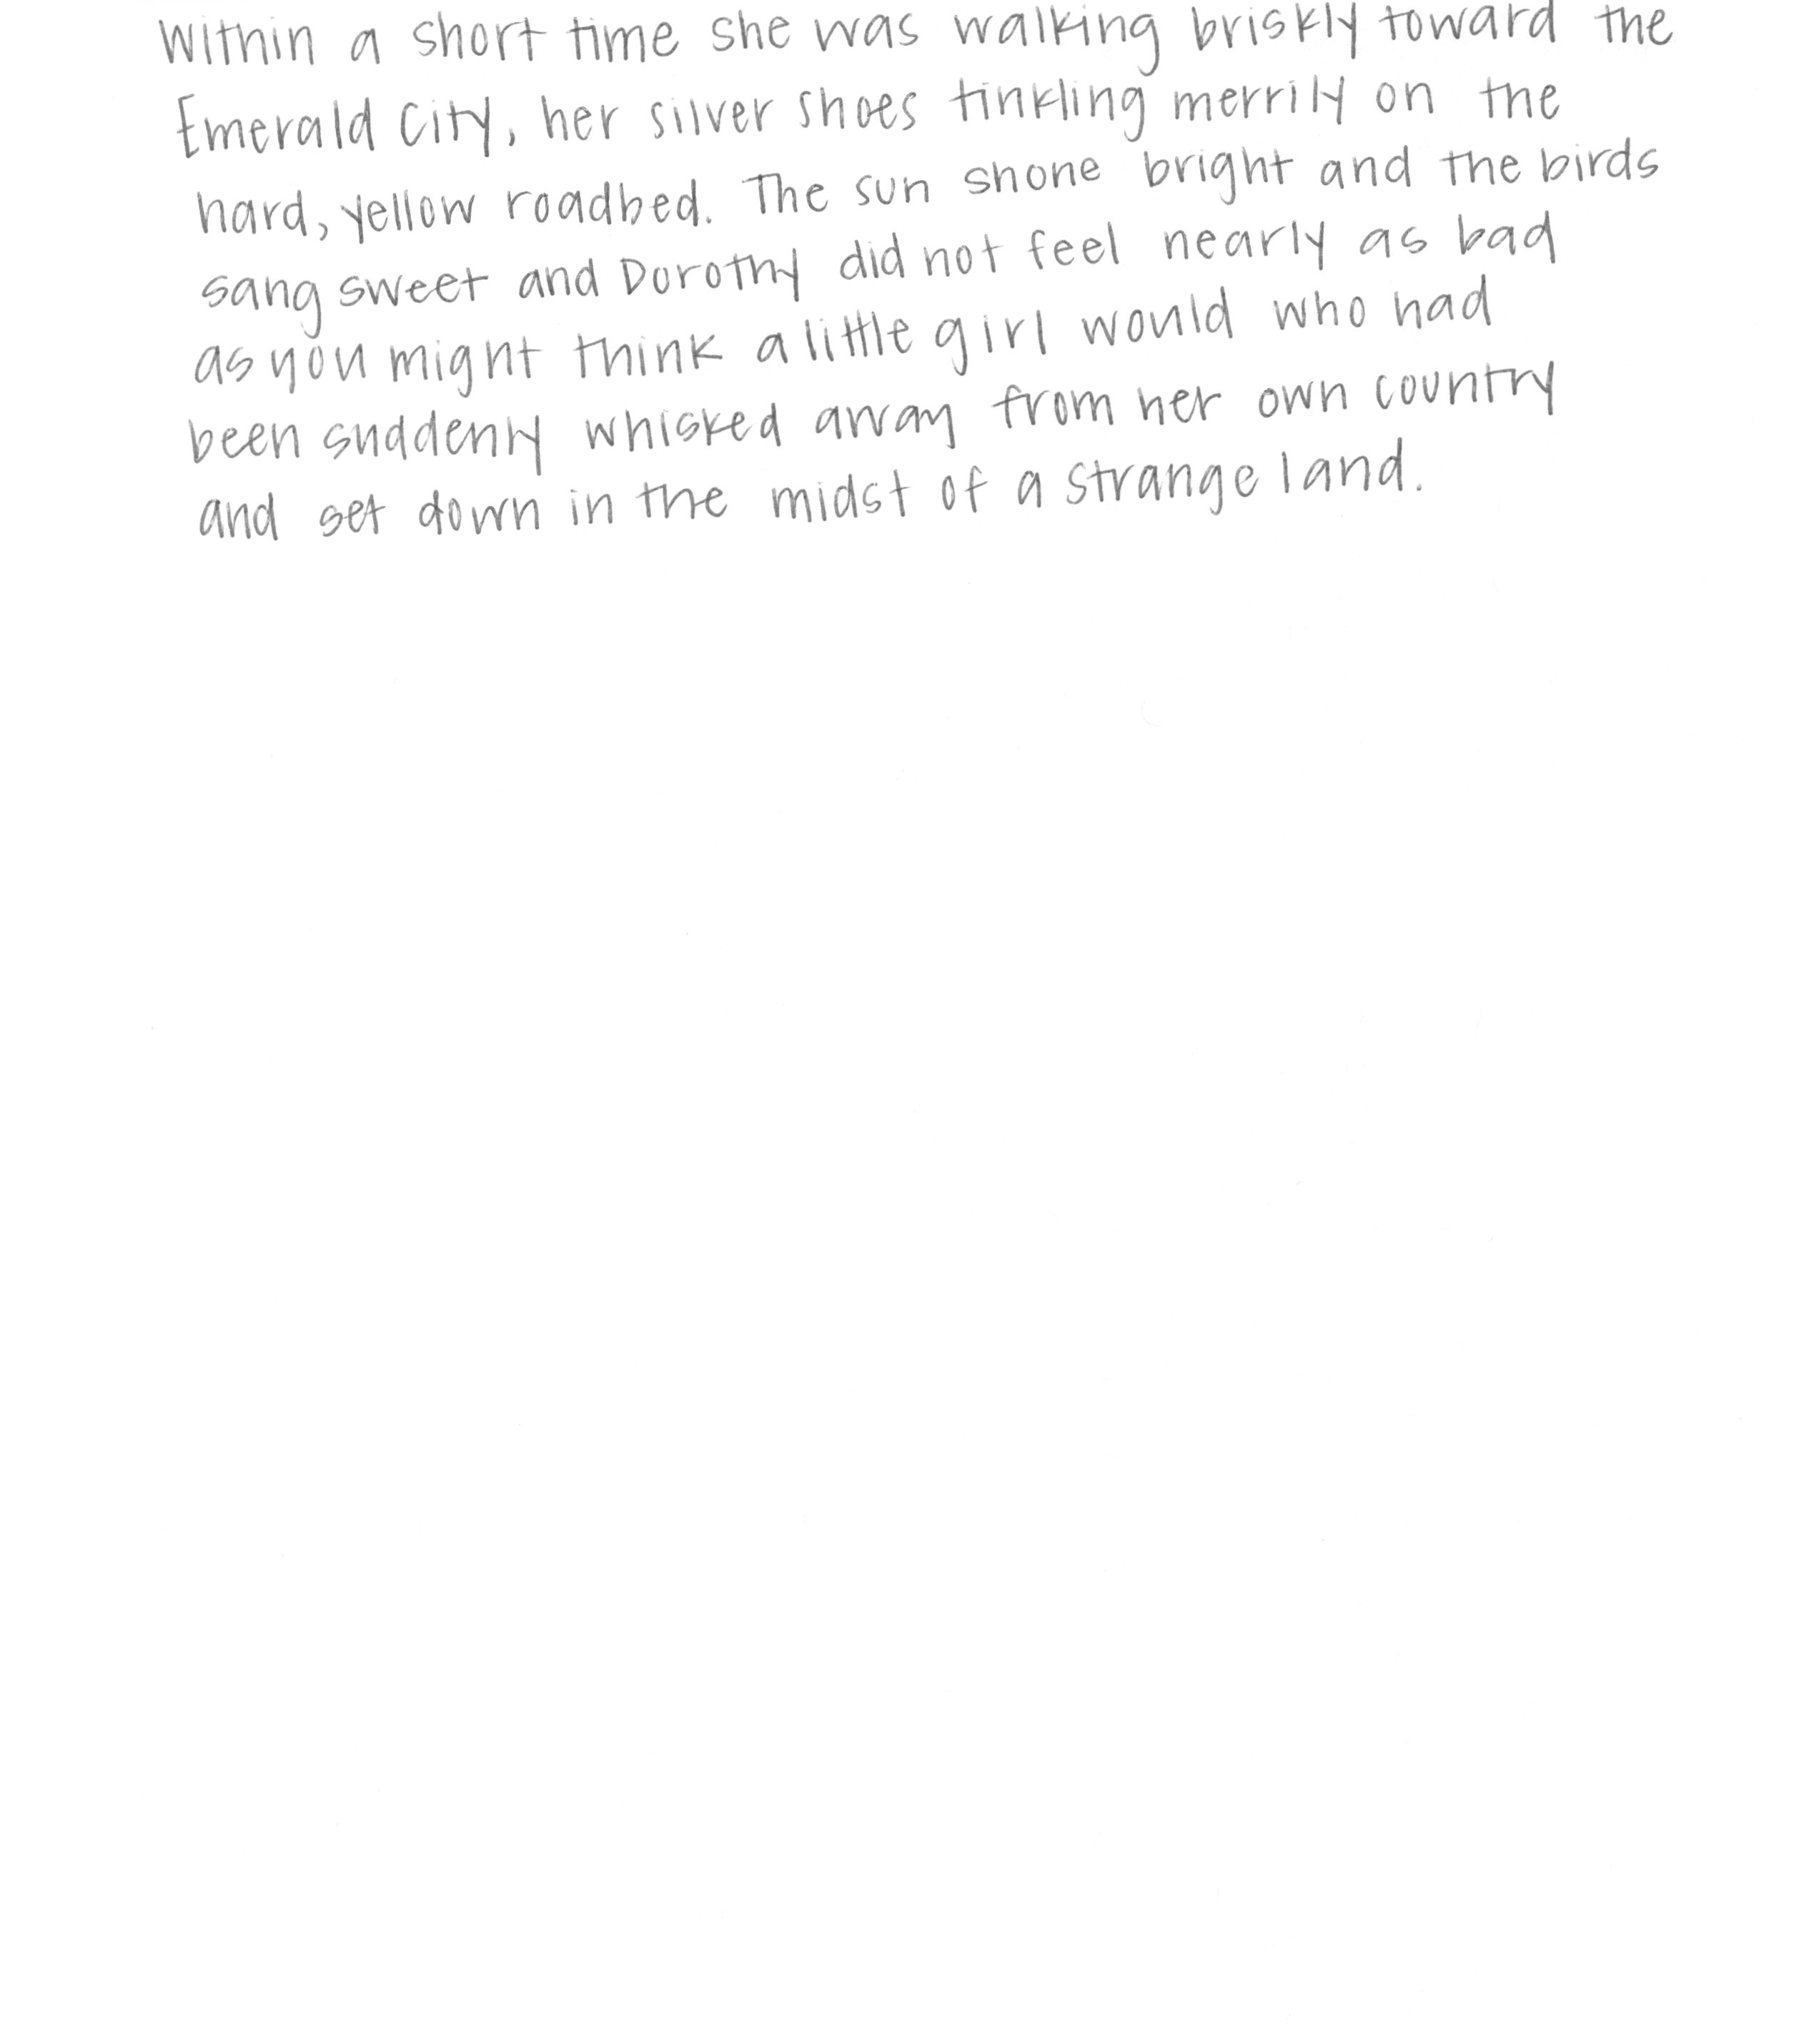 Within a short time she was walking briskly toward the
Emerald City, her silver shoes tinkling merrily on the
hard, yellow roadbed. The sun shone bright and the birds
sang sweet and Dorothy did not feel nearly as bad
as you might think a little girl would who had
been suddenly whisked away from her own country
and set down in the midst of a strange land.